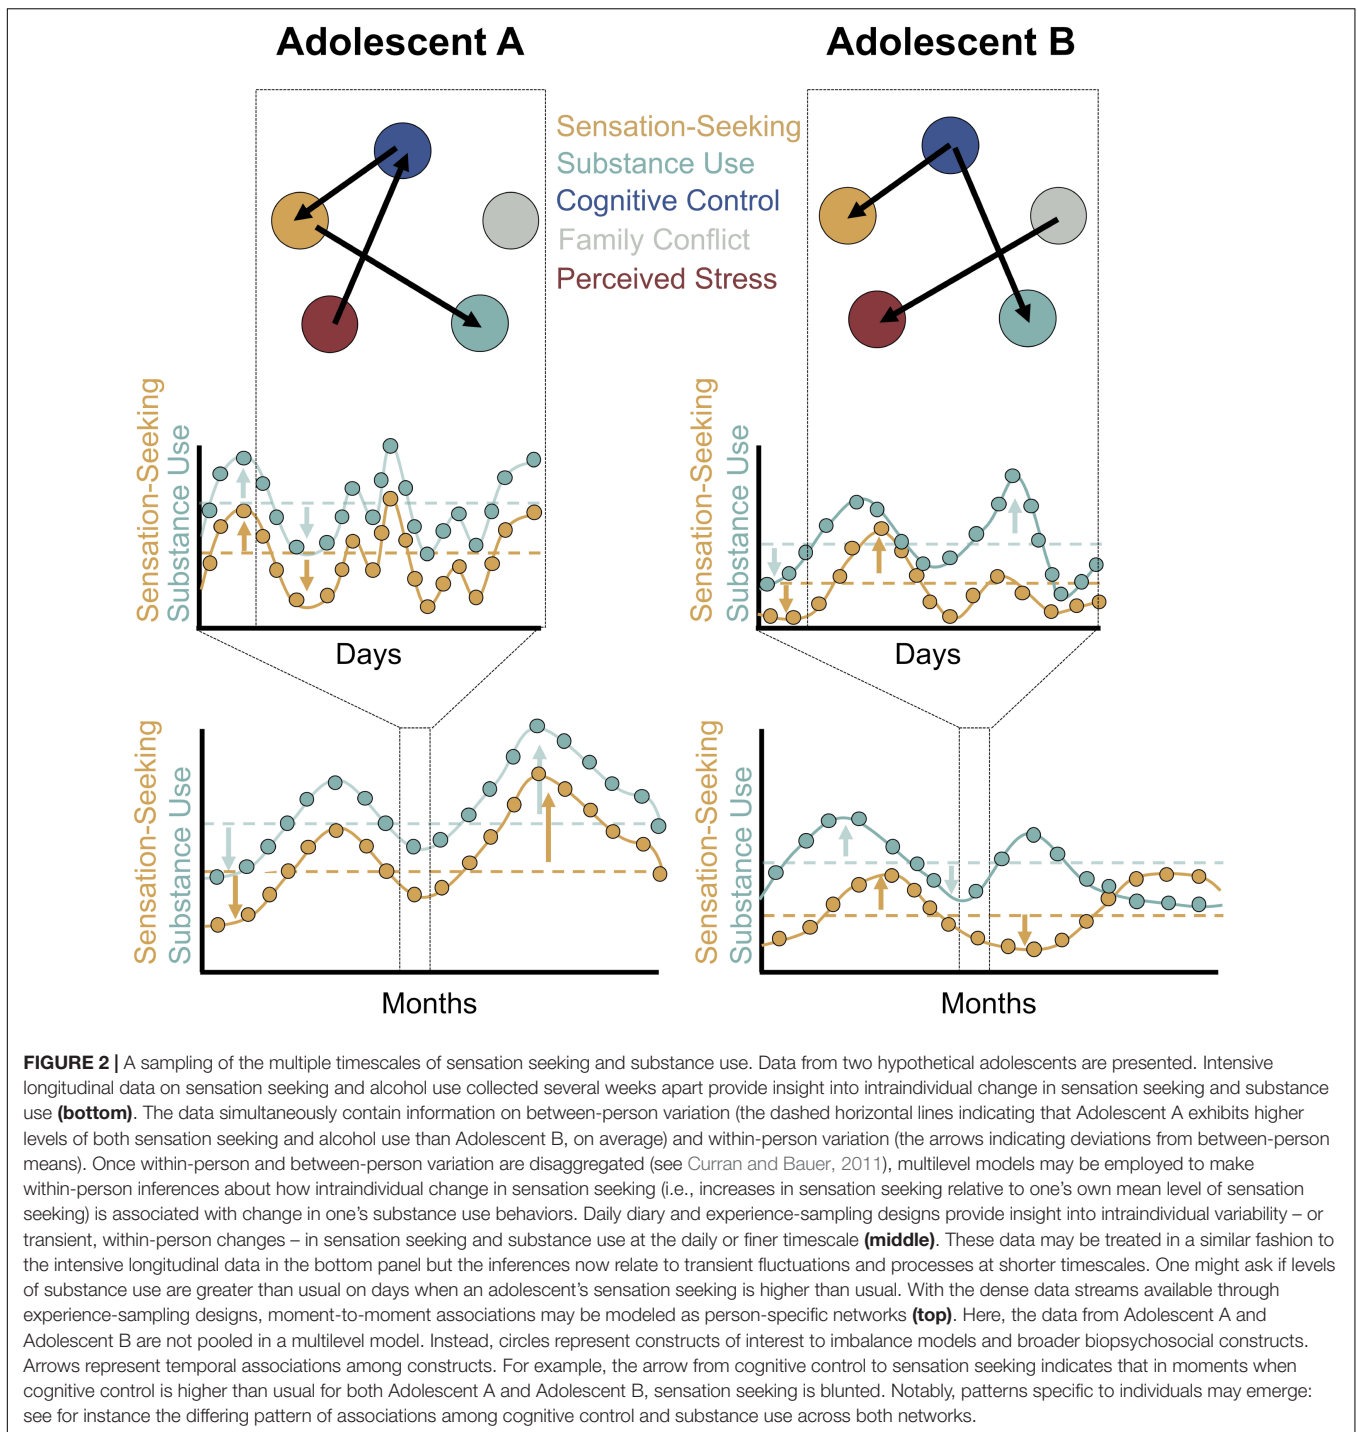 Adolescent A
Adolescent B
Sensation-Seeking
Substance Use
Cognitive Control
Family Conflict
Perceived Stress
Sensation-Seeking
Substance Use
Days
Sensation-Seeking
Substance Use
Days
Sensation-Seeking
Substance Use
Months
Sensation-Seeking
Substance Use
Months
FIGURE 2 | A sampling of the multiple timescales of sensation seeking and substance use. Data from two hypothetical adolescents are presented. Intensive
longitudinal data on sensation seeking and alcohol use collected several weeks apart provide insight into intraindividual change in sensation seeking and substance
use (bottom). The data simultaneously contain information on between-person variation (the dashed horizontal lines indicating that Adolescent A exhibits higher
levels of both sensation seeking and alcohol use than Adolescent B, on average) and within-person variation (the arrows indicating deviations from between-person
means). Once within-person and between-person variation are disaggregated (see Curran and Bauer, 2011), multilevel models may be employed to make
within-person inferences about how intraindividual change in sensation seeking (i.e., increases in sensation seeking relative to one's own mean level of sensation
seeking) is associated with change in one's substance use behaviors. Daily diary and experience-sampling designs provide insight into intraindividual variability – or
transient, within-person changes – in sensation seeking and substance use at the daily or finer timescale (middle). These data may be treated in a similar fashion to
the intensive longitudinal data in the bottom panel but the inferences now relate to transient fluctuations and processes at shorter timescales. One might ask if levels
of substance use are greater than usual on days when an adolescent's sensation seeking is higher than usual. With the dense data streams available through
experience-sampling designs, moment-to-moment associations may be modeled as person-specific networks (top). Here, the data from Adolescent A and
Adolescent B are not pooled in a multilevel model. Instead, circles represent constructs of interest to imbalance models and broader biopsychosocial constructs.
Arrows represent temporal associations among constructs. For example, the arrow from cognitive control to sensation seeking indicates that in moments when
cognitive control is higher than usual for both Adolescent A and Adolescent B, sensation seeking is blunted. Notably, patterns specific to individuals may emerge:
see for instance the differing pattern of associations among cognitive control and substance use across both networks.